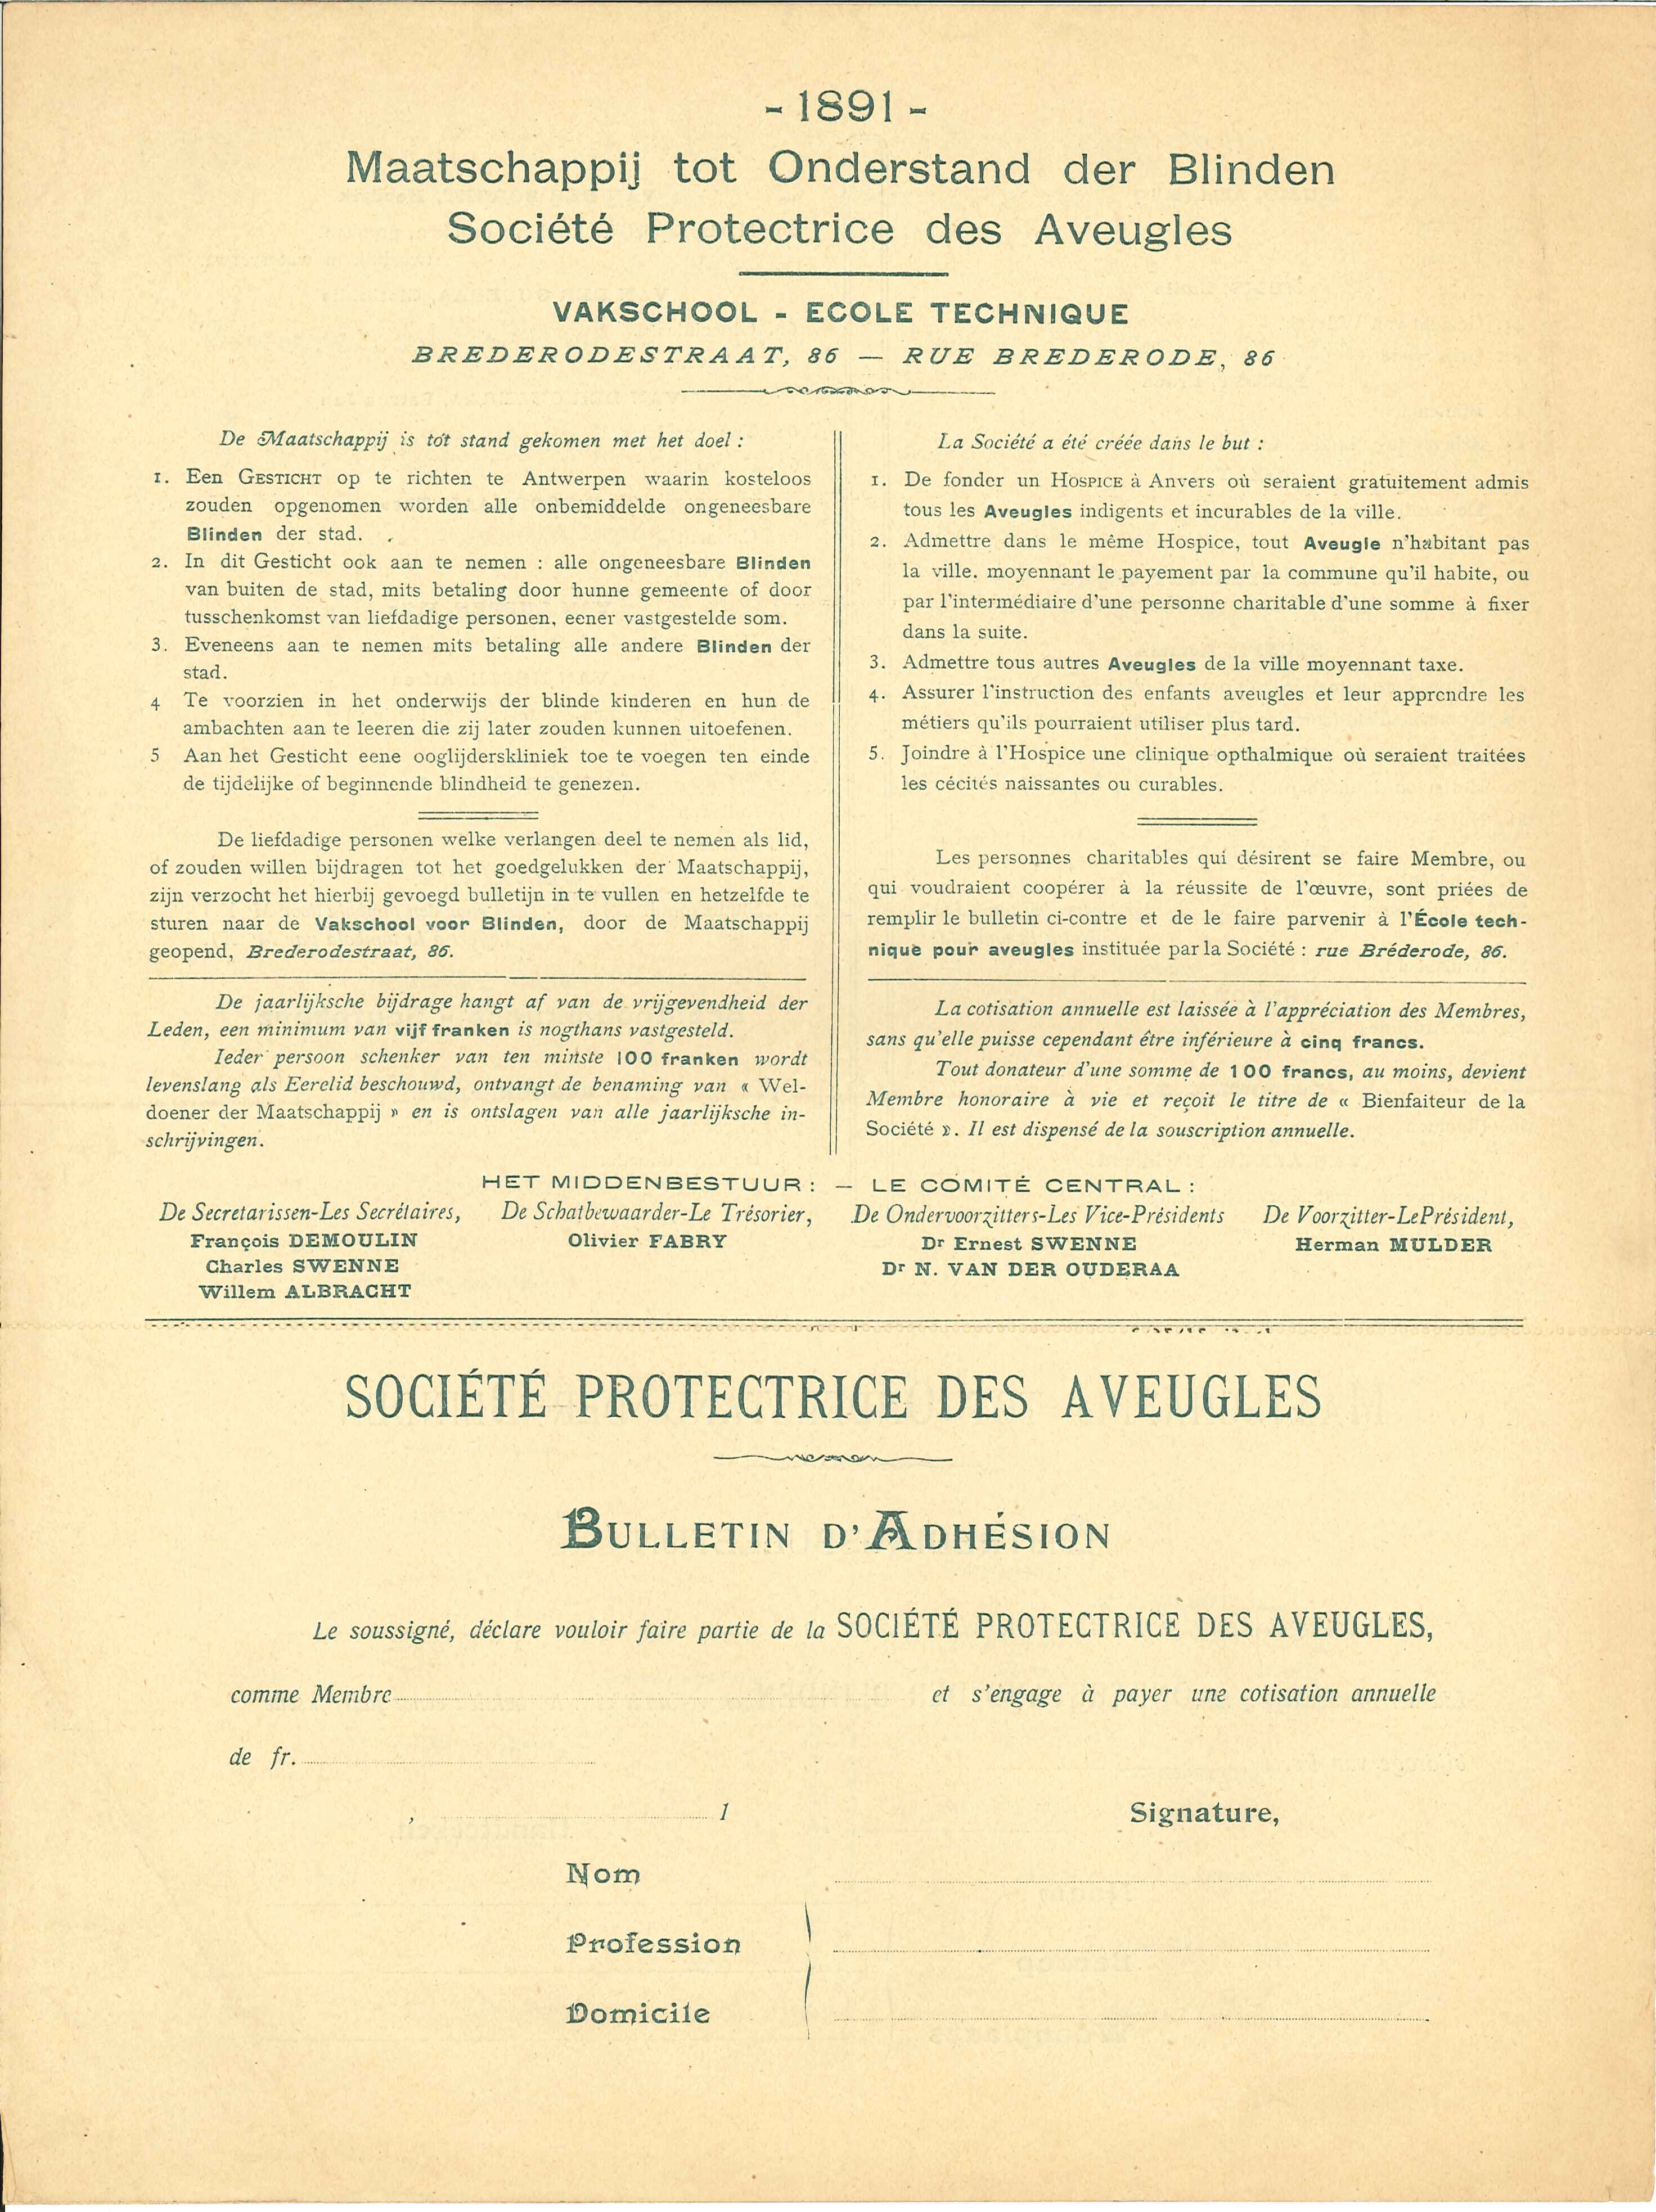 - 1891 -
Maatschappij tot Onderstand der Blinden
Société Protectrice des Aveugles
VAKSCHOOL - ECOLE TECHNIQUE
BREDERODESTRAAT, 86 — RUE BREDERODE, 86
De Maatschappij is tot stand gekomen met het doel :
1. Een GESTICHT op te richten te Antwerpen waarin kosteloos
zouden opgenomen worden alle onbemiddelde ongeneesbare
Blinden der stad.
2. In dit Gesticht ook aan te nemen : alle ongeneesbare Blinden
van buiten de stad, mits betaling door hunne gemeente of door
tusschenkomst van liefdadige personen, eener vastgestelde som.
3. Eveneens aan te nemen mits betaling alle andere Blinden der
stad.
4 Te voorzien in het onderwijs der blinde kinderen en hun de
ambachten aan te leeren die zij later zouden kunnen uitoefenen.
5 Aan het Gesticht eene ooglijderskliniek toe te voegen ten einde
de tijdelijke of beginnende blindheid te genezen.
De liefdadige personen welke verlangen deel te nemen als lid,
of zouden willen bijdragen tot het goedgelukken der Maatschappij,
zijn verzocht het hierbij gevoegd bulletijn in te vullen en hetzelfde te
sturen naar de Vakschool voor Blinden, door de Maatschappij
geopend, Brederodestraat, 86.
De jaarlijksche bijdrage hangt af van de vrijgevendheid der
Leden, een minimum van vijf franken is nogthans vastgesteld.
Ieder persoon schenker van ten minste 100 franken wordt
levenslang als Eerelid beschouwd, ontvangt de benaming van « Wel-
doener der Maatschappij » en is ontslagen van alle jaarlijksche in-
schrijvingen.
La Société a été créée dans le but :
1. De fonder un HOSPICE à Anvers où seraient gratuitement admis
tous les Aveugles indigents et incurables de la ville.
2. Admettre dans le même Hospice, tout Aveugle n'habitant pas
la ville. moyennant le payement par la commune qu'il habite, ou
par l'intermédiaire d'une personne charitable d'une somme à fixer
dans la suite.
3. Admettre tous autres Aveugles de la ville moyennant taxe.
4. Assurer l'instruction des enfants aveugles et leur apprendre les
métiers qu'ils pourraient utiliser plus tard.
5. Joindre à l'Hospice une clinique opthalmique où seraient traitées
les cécités naissantes ou curables.
Les personnes charitables qui désirent se faire Membre, ou
qui voudraient coopérer à la réussite de l'œuvre, sont priées de
remplir le bulletin ci-contre et de le faire parvenir à l'École tech-
nique pour aveugles instituée par la Société : rue Bréderode, 86.
La cotisation annuelle est laissée à l'appréciation des Membres,
sans qu'elle puisse cependant être inférieure à cinq francs.
Tout donateur d'une somme de 100 francs, au moins, devient
Membre honoraire à vie et reçoit le titre de « Bienfaiteur de la
Société ». Il est dispensé de la souscription annuelle.
HET MIDDENBESTUUR : — LE COMITÉ CENTRAL :
De Secretarissen-Les Secrétaires, De Schatbewaarder-Le Trésorier, De Ondervoorzitters-Les Vice-Présidents De Voorzitter-Le Président,
François DEMOULIN Olivier FABRY Dr Ernest SWENNE Herman MULDER
Charles SWENNE Dr N. VAN DER OUDERAA
Willem ALBRACHT
SOCIÉTÉ PROTECTRICE DES AVEUGLES
BULLETIN D'ADHÉSION
Le soussigné, déclare vouloir faire partie de la SOCIÉTÉ PROTECTRICE DES AVEUGLES,
comme Membre et s'engage à payer une cotisation annuelle
de fr.
, 1 Signature,
Nom
Profession
Domicile